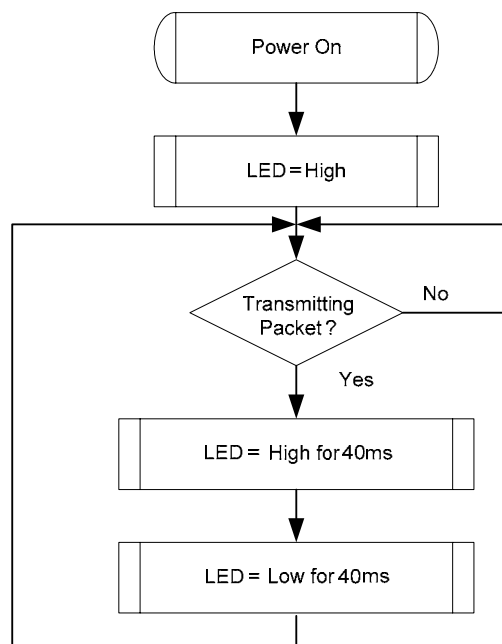 Power On
LED = High
Transmitting
Packet ?
No
Yes
LED = High for 40ms
LED = Low for 40ms